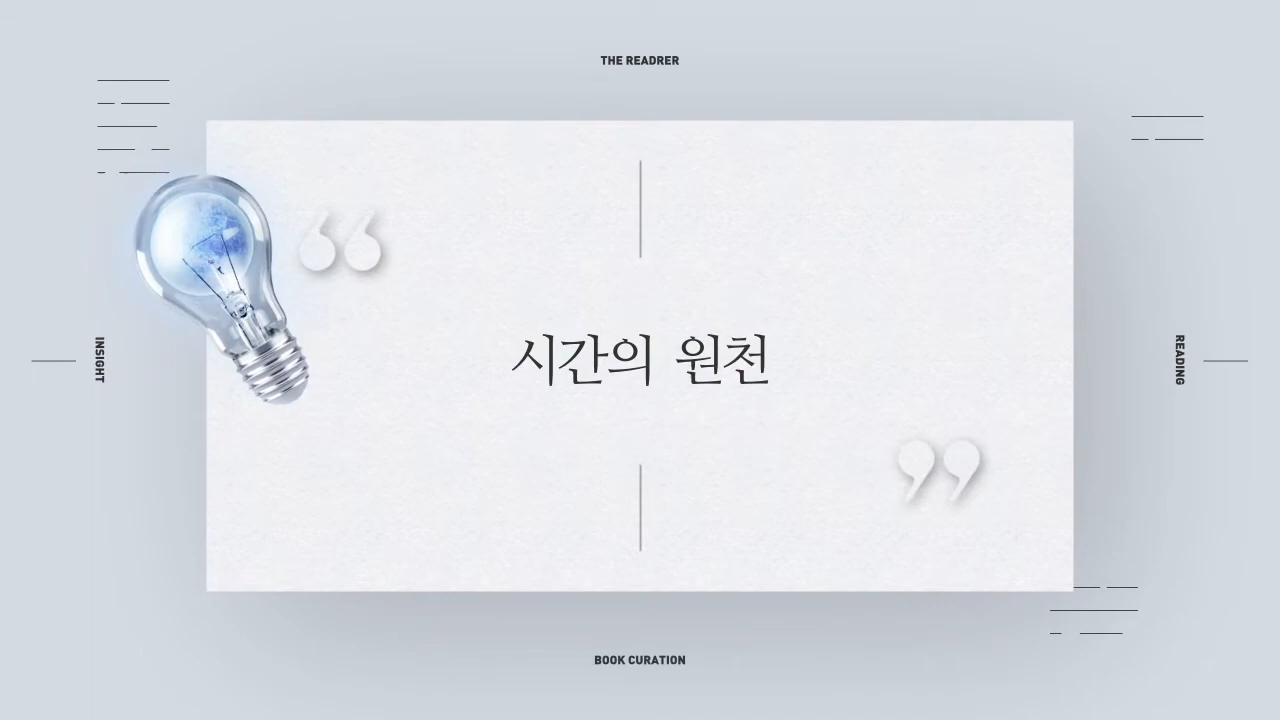 THE READRER
INSIGHT
“
시간의 원천
”
READING
BOOK CURATION